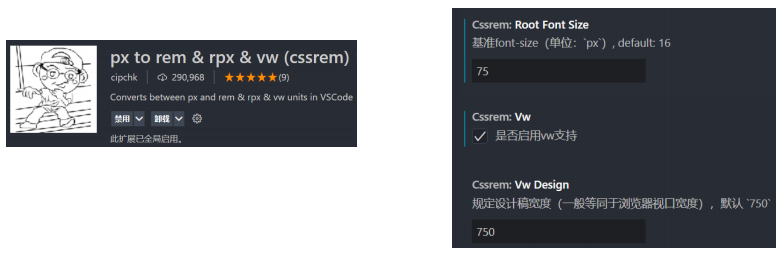 px to rem & rpx & vw (cssrem)
cipchk 290,968 ★★★★★(9)
Converts between px and rem & rpx & vw units in VSCode
禁用 卸载
此扩展已全局启用。
Cssrem: Root Font Size
基准font-size（单位：`px`）, default: 16
75
Cssrem: Vw
是否启用vw支持
Cssrem: Vw Design
规定设计稿宽度（一般等同于浏览器视口宽度），默认 `750`
750